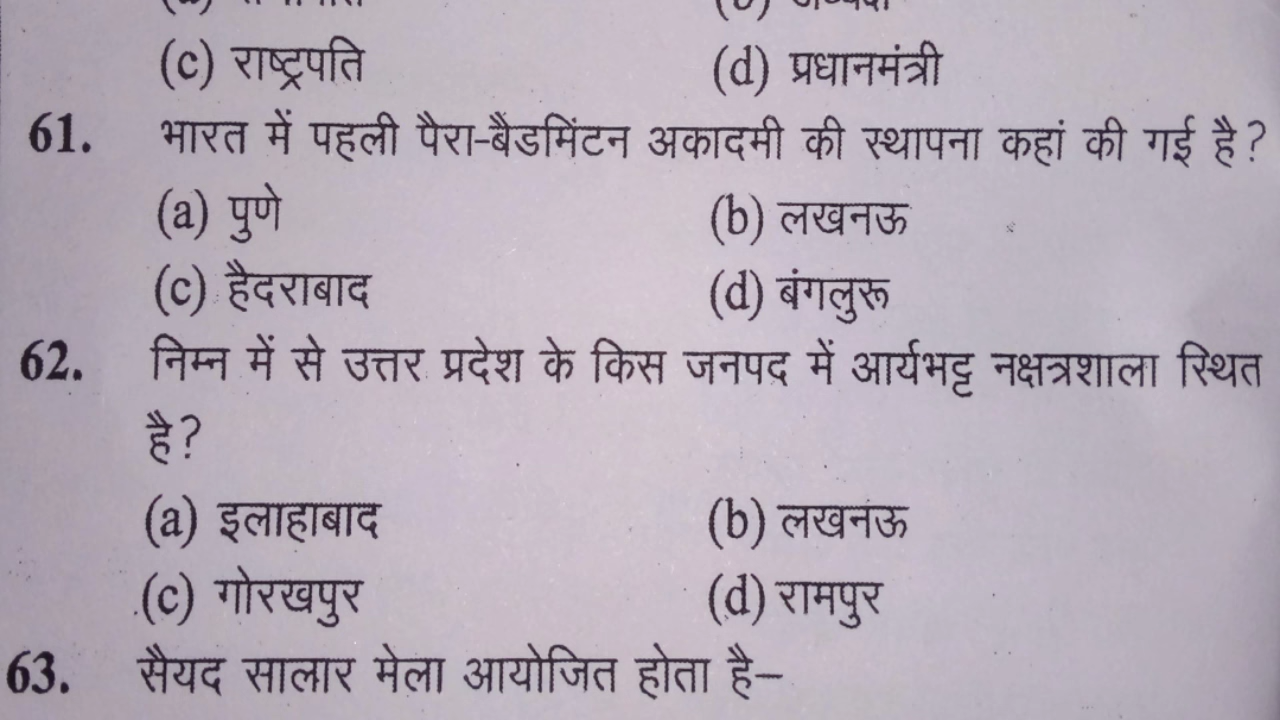 (c) राष्ट्रपति (d) प्रधानमंत्री
61. भारत में पहली पैरा-बैडमिंटन अकादमी की स्थापना कहां की गई है?
(a) पुणे (b) लखनऊ
(c) हैदराबाद (d) बंगलुरू
62. निम्न में से उत्तर प्रदेश के किस जनपद में आर्यभट्ट नक्षत्रशाला स्थित
है?
(a) इलाहाबाद (b) लखनऊ
(c) गोरखपुर (d) रामपुर
63. सैयद सालार मेला आयोजित होता है–